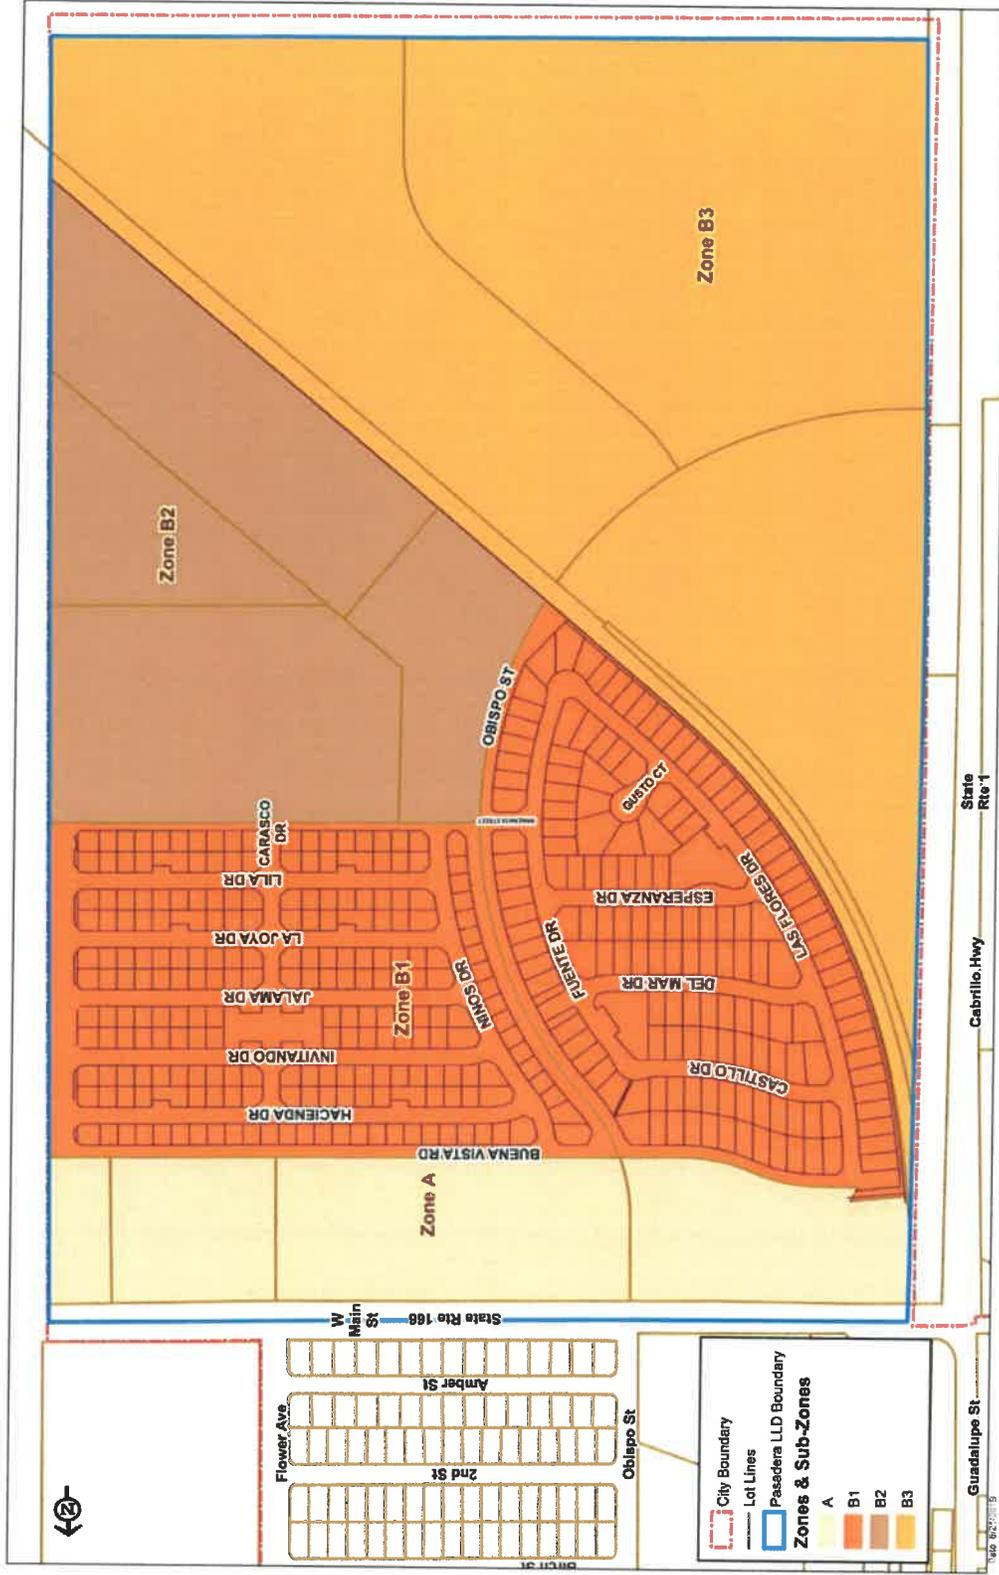 Zone B3
Zone B2
OBISPO ST
CARASCO
DR
LILA DR
LA JOYA DR
JALAMA DR
Zone B1
INVITANDO DR
HACIENDA DR
NINOS DR
BUENA VISTA RD
GUSTO CT
ESPERANZA DR
LAS FLORES DR
FUENTE DR
DEL MAR DR
CASTILLO DR
Zone A
W
Main
St
State Rte 166
Amber St
Flower Ave
2nd St
Obispo St
Birch St
State
Rte 1
Cabrillo Hwy
Guadalupe St
N
City Boundary
Lot Lines
Pasadera LLD Boundary
Zones & Sub-Zones
A
B1
B2
B3